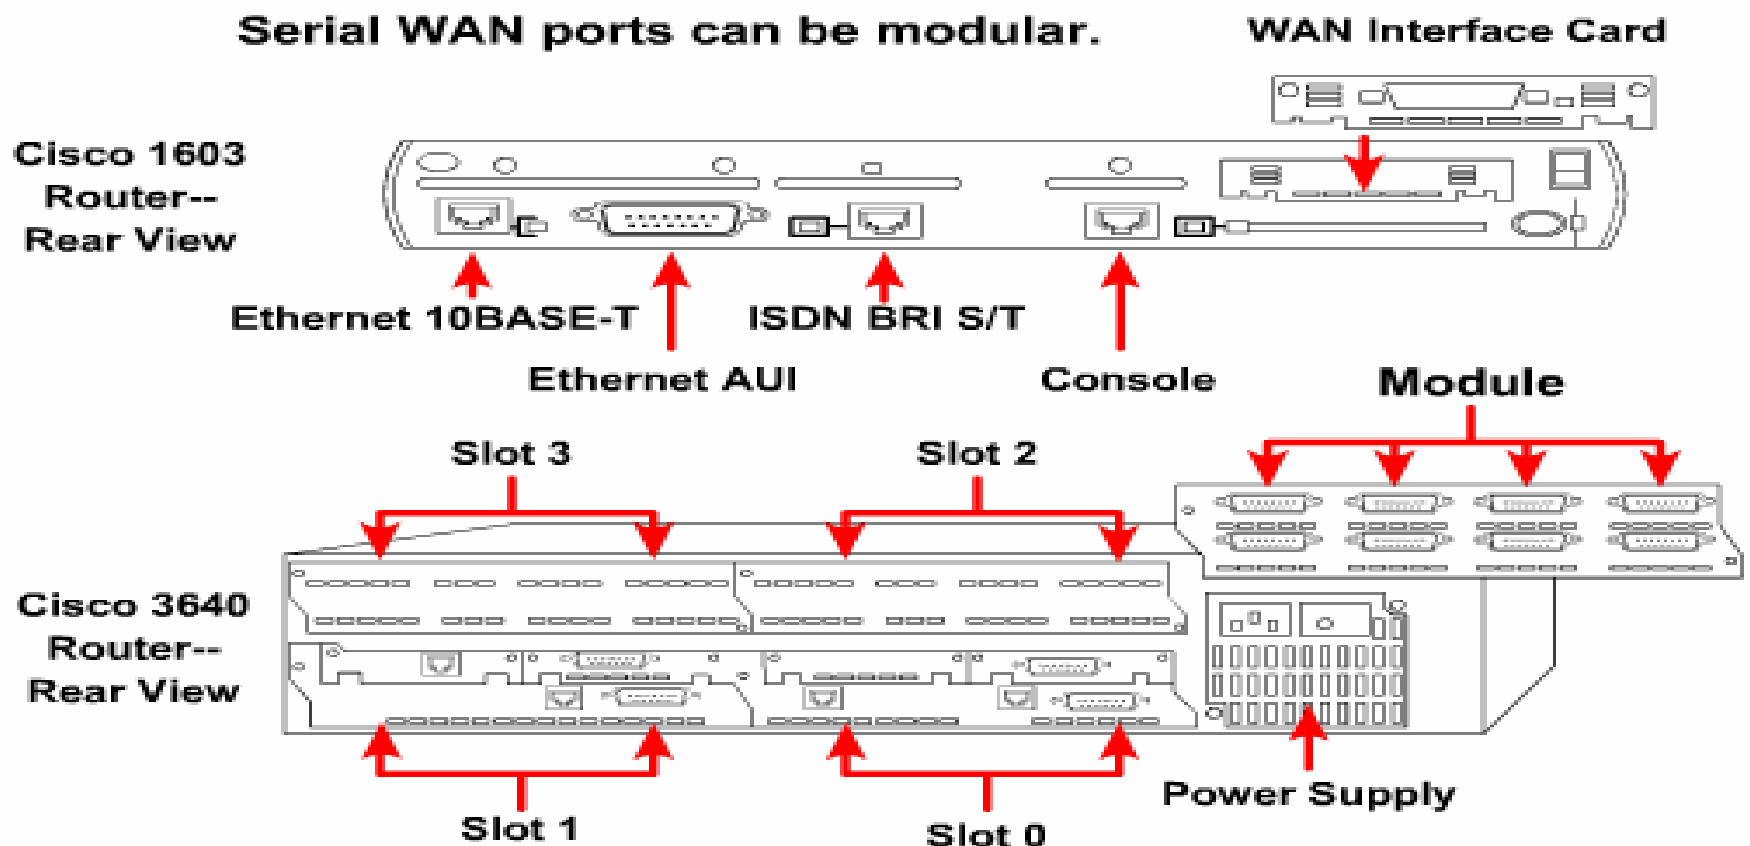 Serial WAN ports can be modular.
WAN Interface Card
Cisco 1603
Router--
Rear View
Ethernet 10BASE-T
ISDN BRI S/T
Ethernet AUI
Console
Module
Slot 3
Slot 2
Cisco 3640
Router--
Rear View
Power Supply
Slot 1
Slot 0